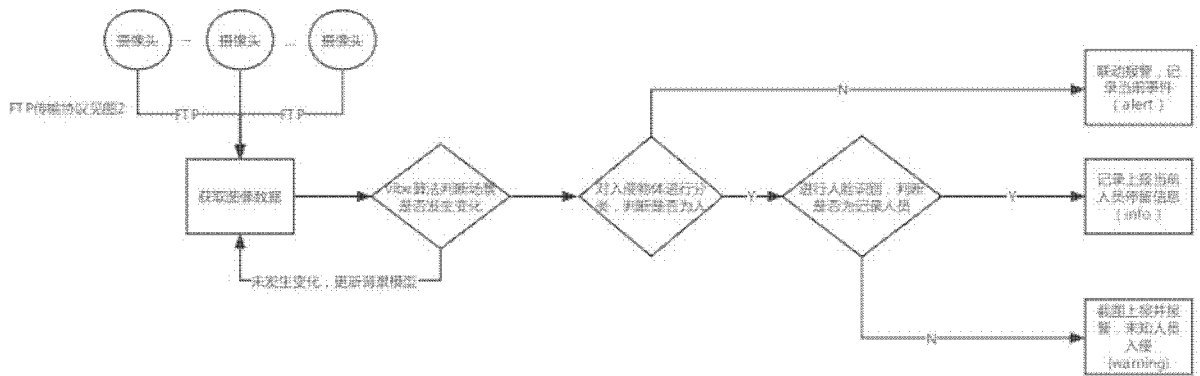 摄像头 ... 摄像头 ... 摄像头
FTP传输协议见图2
FTP
FTP
获取图像数据
Vibe算法判断场景
是否发生变化
未发生变化，更新背景模型
对入侵物体进行分
类，判断是否为人
N
Y
进行人脸识别，判断
是否为记录人员
Y
N
联动报警，记
录当前事件
（alert）
记录上报当前
人员停留信息
（info）
截图上报并报
警，未知人员
入侵
(warning)